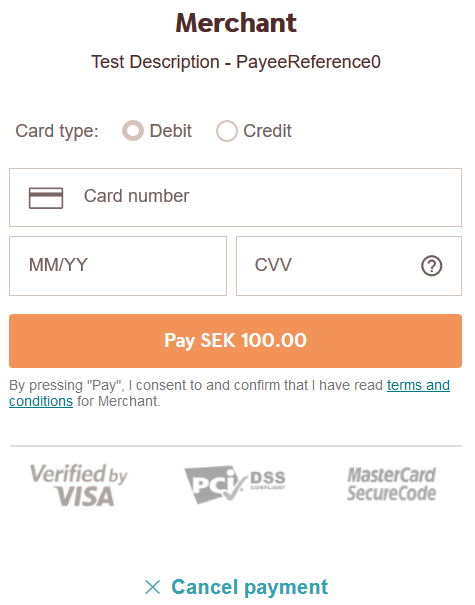 Merchant
Test Description - PayeeReference0
Card type: Debit Credit
Card number
MM/YY CVV ?
Pay SEK 100.00
By pressing "Pay", I consent to and confirm that I have read terms and
conditions for Merchant.
Verified by
VISA
PCI DSS
COMPLIANT
MasterCard
SecureCode
Cancel payment